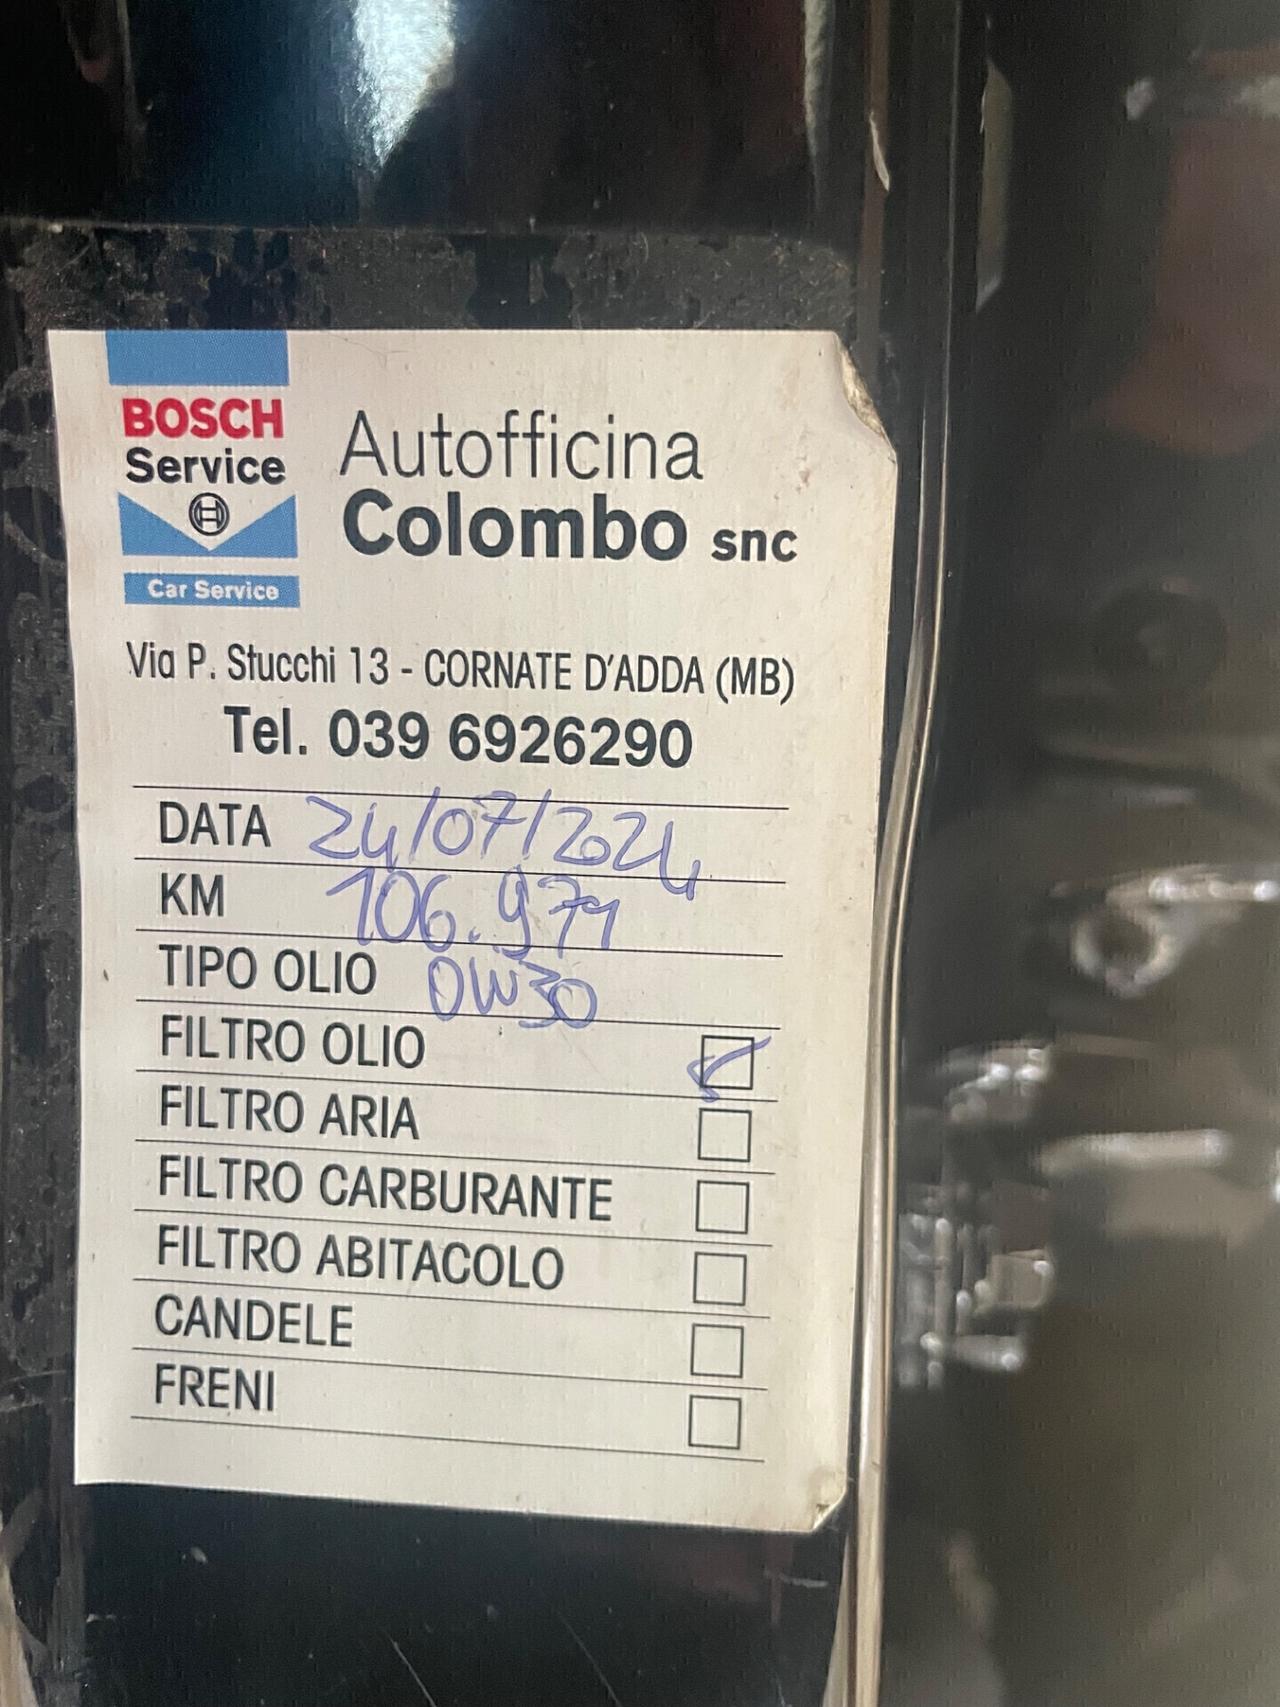 BOSCH
Service
Car Service
Autofficina
Colombo snc
Via P. Stucchi 13 - CORNATE D'ADDA (MB)
Tel. 039 6926290
DATA 24/07/2024
KM 106.971
TIPO OLIO 0W30
FILTRO OLIO
FILTRO ARIA
FILTRO CARBURANTE
FILTRO ABITACOLO
CANDELE
FRENI